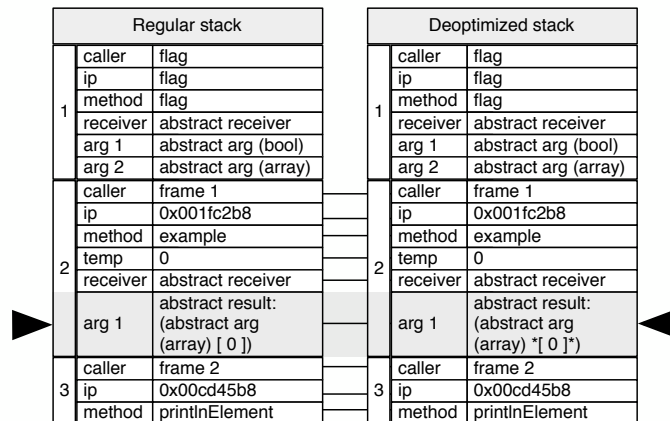 Regular stack
1
caller flag
ip flag
method flag
receiver abstract receiver
arg 1 abstract arg (bool)
arg 2 abstract arg (array)
2
caller frame 1
ip 0x001fc2b8
method example
temp 0
receiver abstract receiver
arg 1
abstract result:
(abstract arg
(array) [ 0 ])
3
caller frame 2
ip 0x00cd45b8
method printlnElement
Deoptimized stack
1
caller flag
ip flag
method flag
receiver abstract receiver
arg 1 abstract arg (bool)
arg 2 abstract arg (array)
2
caller frame 1
ip 0x001fc2b8
method example
temp 0
receiver abstract receiver
arg 1
abstract result:
(abstract arg
(array) *[ 0 ]*)
3
caller frame 2
ip 0x00cd45b8
method printlnElement